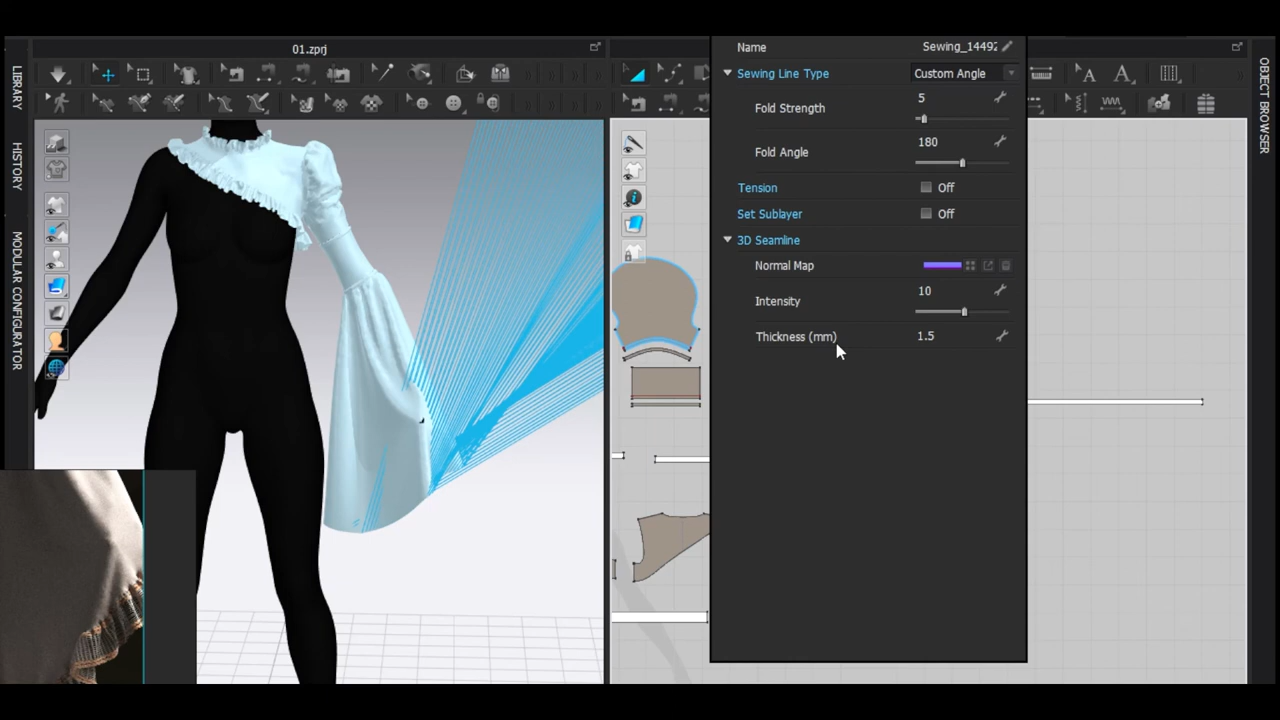 01.zprj
LIBRARY
HISTORY
MODULAR CONFIGURATOR
Name Sewing_14492
Sewing Line Type Custom Angle
Fold Strength 5
Fold Angle 180
Tension Off
Set Sublayer Off
3D Seamline
Normal Map
Intensity 10
Thickness (mm) 1.5
OBJECT BROWSER